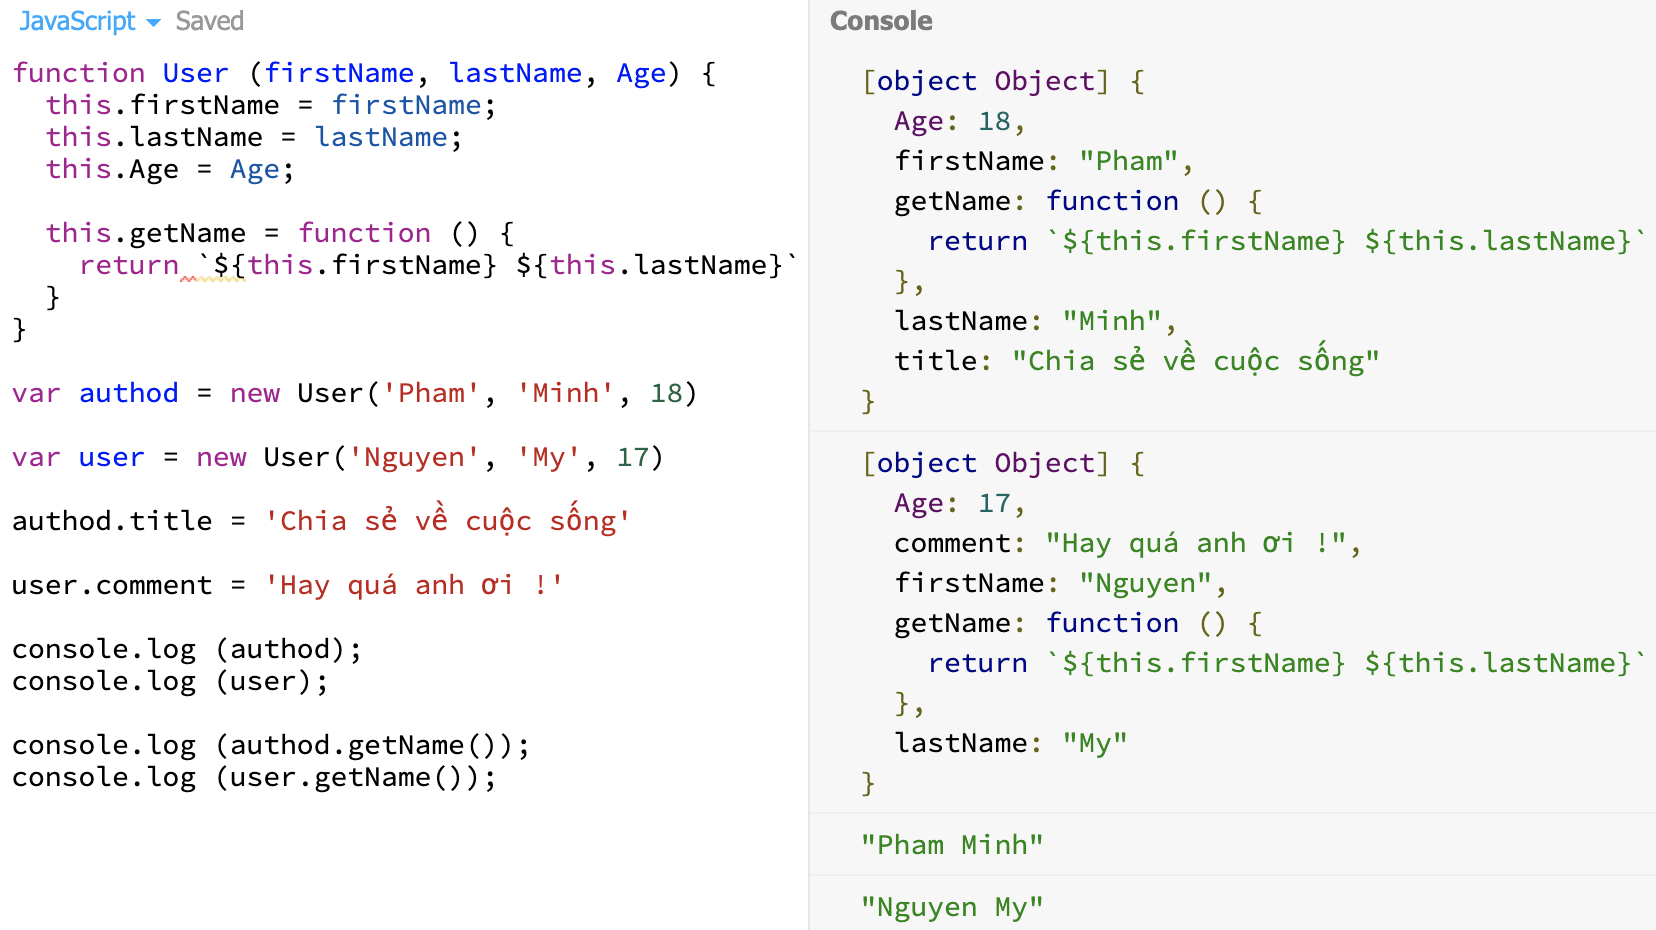 JavaScript Saved
function User (firstName, lastName, Age) {
  this.firstName = firstName;
  this.lastName = lastName;
  this.Age = Age;

  this.getName = function () {
    return `${this.firstName} ${this.lastName}`
  }
}

var authod = new User('Pham', 'Minh', 18)

var user = new User('Nguyen', 'My', 17)

authod.title = 'Chia sẻ về cuộc sống'

user.comment = 'Hay quá anh ơi !'

console.log (authod);
console.log (user);

console.log (authod.getName());
console.log (user.getName());
Console
[object Object] {
  Age: 18,
  firstName: "Pham",
  getName: function () {
    return `${this.firstName} ${this.lastName}`
  },
  lastName: "Minh",
  title: "Chia sẻ về cuộc sống"
}
[object Object] {
  Age: 17,
  comment: "Hay quá anh ơi !",
  firstName: "Nguyen",
  getName: function () {
    return `${this.firstName} ${this.lastName}`
  },
  lastName: "My"
}
"Pham Minh"
"Nguyen My"